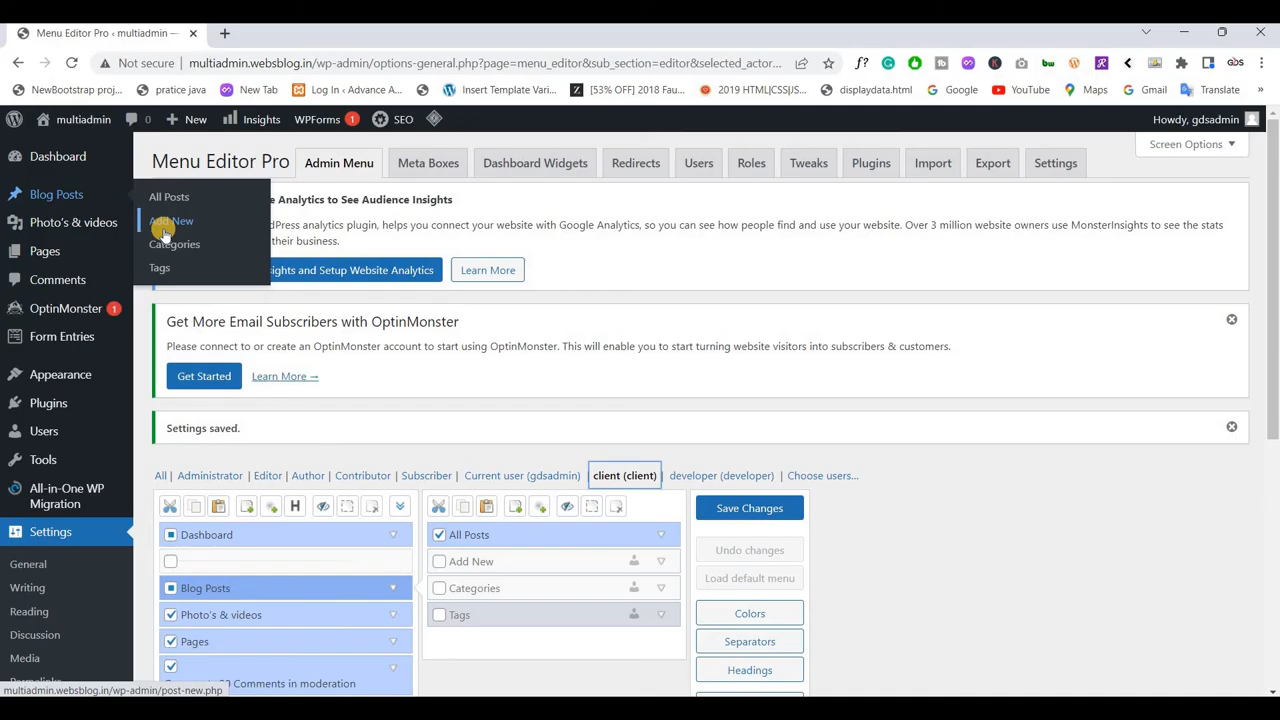 Menu Editor Pro ‹ multiadmin —
Not secure | multiadmin.websblog.in/wp-admin/options-general.php?page=menu_editor&sub_section=editor&selected_actor...
NewBootstrap proj... pratice java New Tab Log In ‹ Advance A... Insert Template Vari... [53% OFF] 2018 Fau... 2019 HTML|CSS|JS... displaydata.html Google YouTube Maps Gmail Translate
multiadmin 0 + New Insights WPForms 1 SEO Howdy, gdsadmin
Screen Options
Menu Editor Pro Admin Menu Meta Boxes Dashboard Widgets Redirects Users Roles Tweaks Plugins Import Export Settings
Dashboard
Blog Posts
Photo's & videos
Pages
Comments
OptinMonster 1
Form Entries
Appearance
Plugins
Users
Tools
All-in-One WP
Migration
Settings
General
Writing
Reading
Discussion
Media
All Posts
Add New
Categories
Tags
e Analytics to See Audience Insights
rdPress analytics plugin, helps you connect your website with Google Analytics, so you can see how people find and use your website. Over 3 million website owners use MonsterInsights to see the stats
their business.
sights and Setup Website Analytics Learn More
Get More Email Subscribers with OptinMonster
Please connect to or create an OptinMonster account to start using OptinMonster. This will enable you to start turning website visitors into subscribers & customers.
Get Started Learn More →
Settings saved.
All | Administrator | Editor | Author | Contributor | Subscriber | Current user (gdsadmin) | client (client) | developer (developer) | Choose users...
H
Dashboard
Blog Posts
Photo's & videos
Pages
Comments in moderation
All Posts
Add New
Categories
Tags
Save Changes
Undo changes
Load default menu
Colors
Separators
Headings
multiadmin.websblog.in/wp-admin/post-new.php